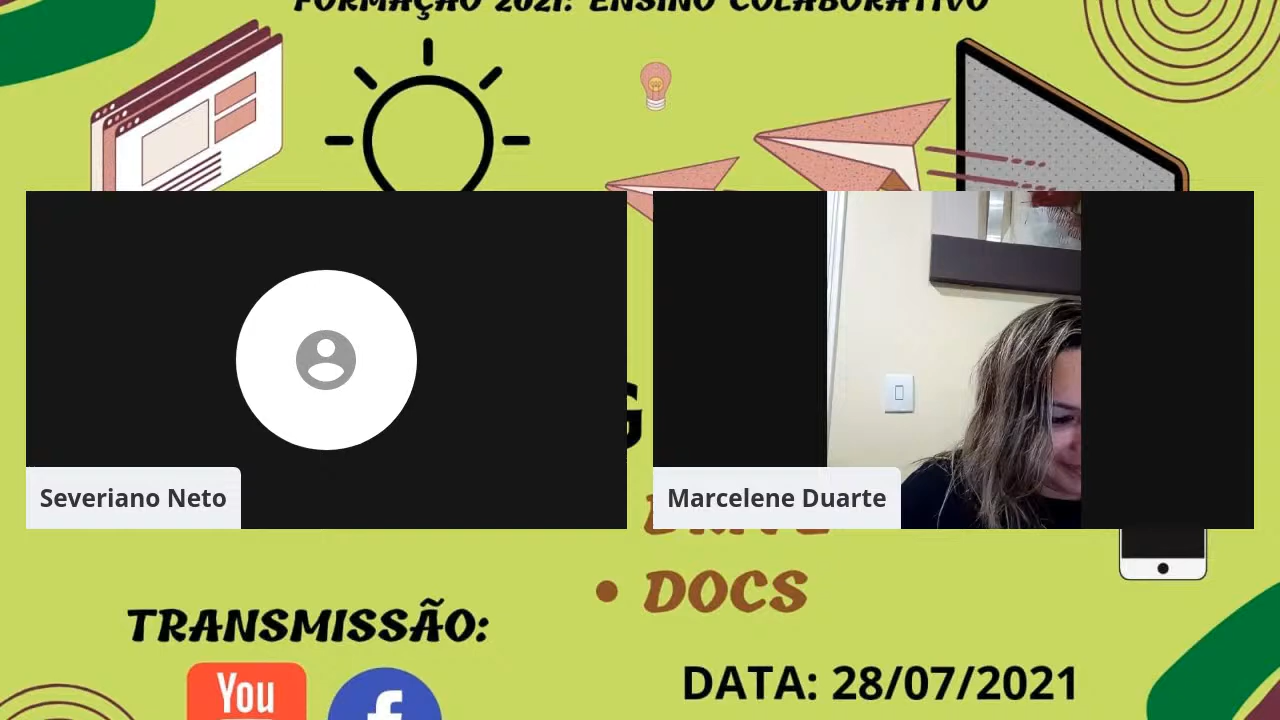 FORMAÇÃO 2021: ENSINO COLABORATIVO
Severiano Neto
Marcelene Duarte
• DOCS
TRANSMISSÃO:
You
DATA: 28/07/2021